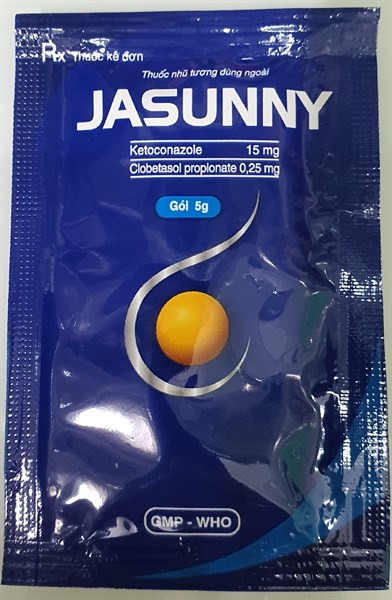 Rx Thuốc kê đơn
Thuốc nhũ tương dùng ngoài
JASUNNY
Ketoconazole 15 mg
Clobetasol propionate 0,25 mg
Gói 5g
GMP - WHO